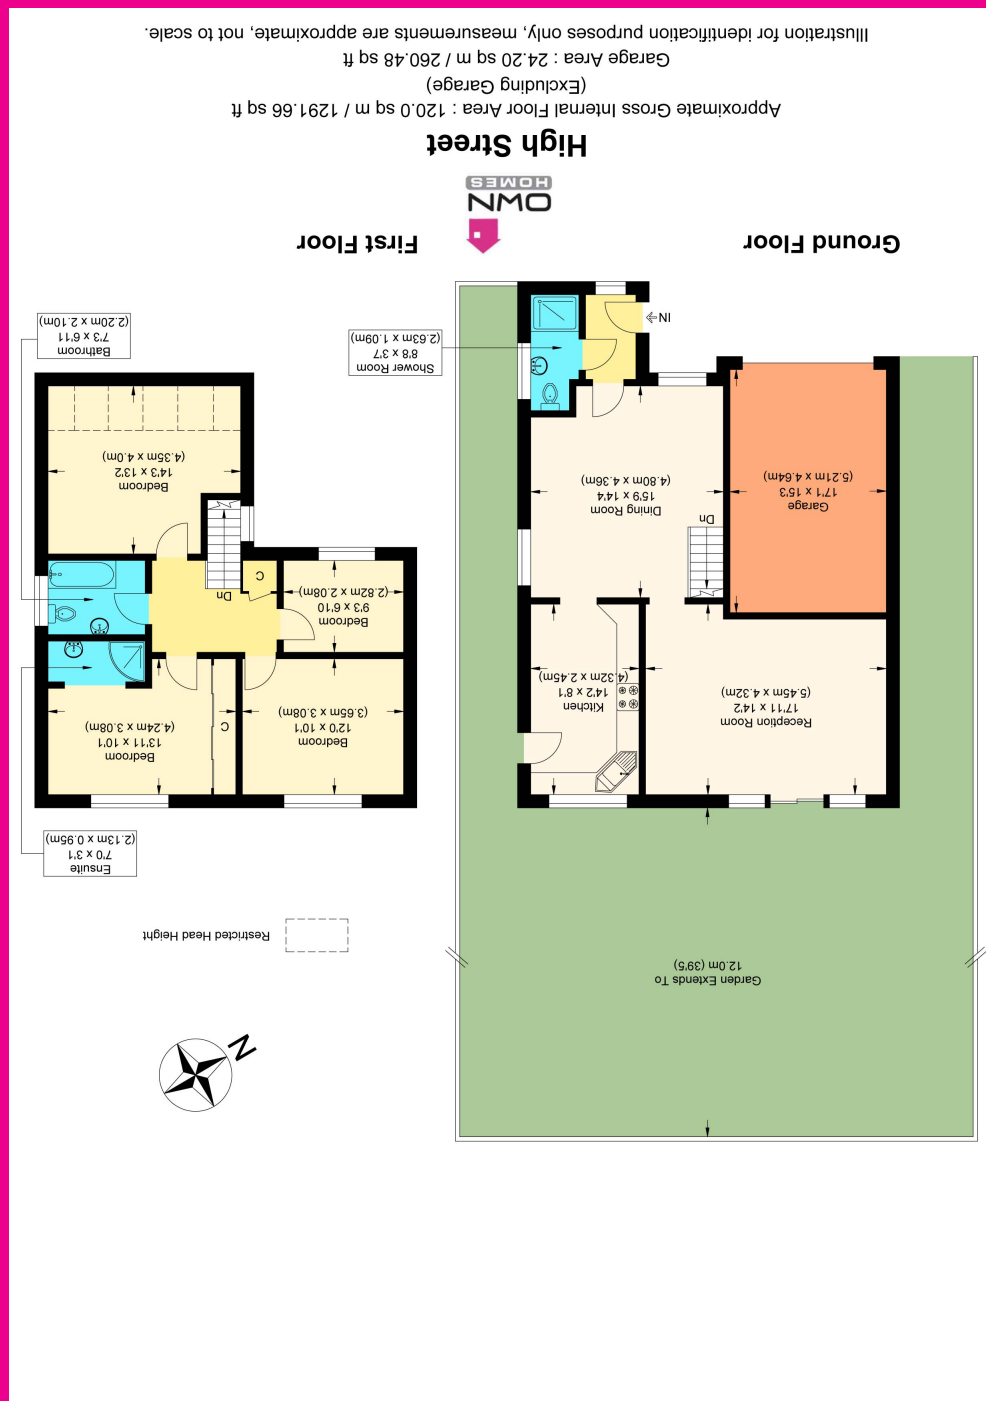 N
Garden Extends To
12.0m (39'5)
Restricted Head Height
Ensuite
7'0 x 3'1
(2.13m x 0.95m)
Reception Room
17'11 x 14'2
(5.45m x 4.32m)
Kitchen
14'2 x 8'1
(4.32m x 2.45m)
Garage
17'1 x 15'3
(5.21m x 4.64m)
Dn
Dining Room
15'9 x 14'4
(4.80m x 4.36m)
IN
Shower Room
8'8 x 3'7
(2.63m x 1.09m)
Bedroom
12'0 x 10'1
(3.65m x 3.08m)
C
Bedroom
13'11 x 10'1
(4.24m x 3.08m)
Bedroom
9'3 x 6'10
(2.82m x 2.08m)
Dn
C
Bedroom
14'3 x 13'2
(4.35m x 4.0m)
Bathroom
7'3 x 6'11
(2.20m x 2.10m)
Ground Floor
First Floor
OWN
HOMES
High Street
Approximate Gross Internal Floor Area : 120.0 sq m / 1291.66 sq ft
(Excluding Garage)
Garage Area : 24.20 sq m / 260.48 sq ft
Illustration for identification purposes only, measurements are approximate, not to scale.